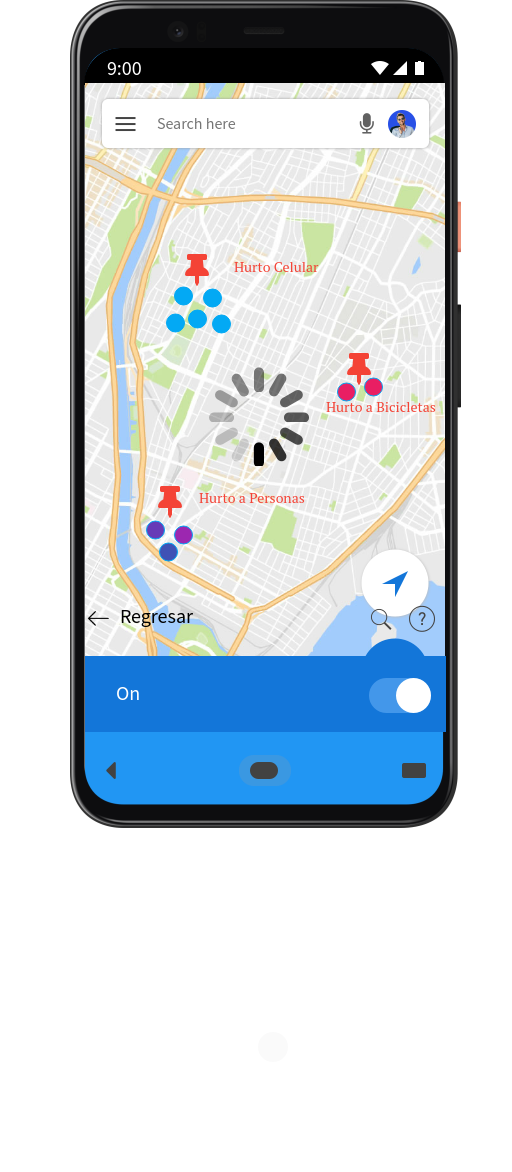 9:00
Search here
Hurto Celular
Hurto a Bicicletas
Hurto a Personas
Regresar
?
On